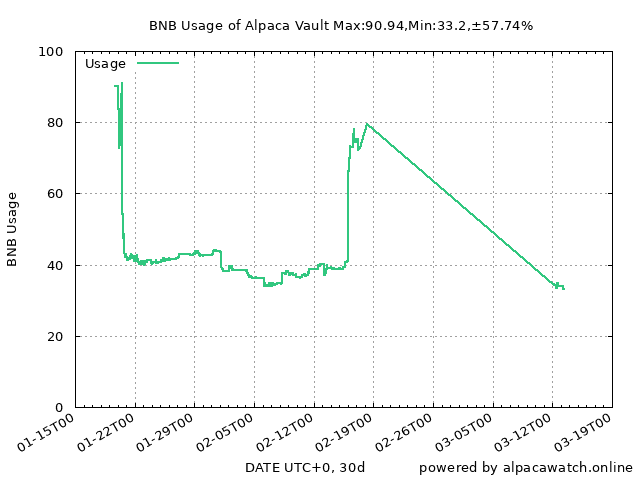 BNB Usage of Alpaca Vault Max:90.94,Min:33.2,±57.74%
Usage
100
80
60
40
20
0
BNB Usage
01-15T00
01-22T00
01-29T00
02-05T00
02-12T00
02-19T00
02-26T00
03-05T00
03-12T00
03-19T00
DATE UTC+0, 30d
powered by alpacawatch.online